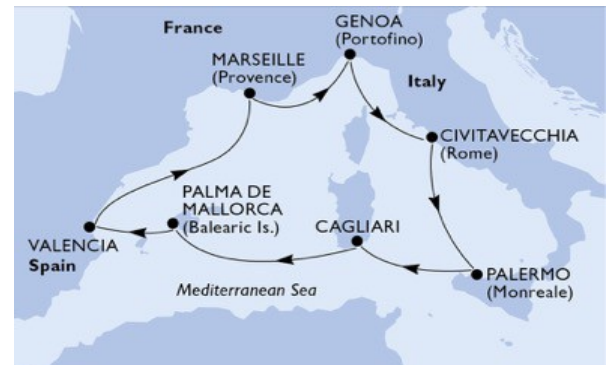 GENOA
(Portofino)
France
MARSEILLE
(Provence)
Italy
CIVITAVECCHIA
(Rome)
PALMA DE
MALLORCA
(Balearic Is.)
CAGLIARI
VALENCIA
Spain
PALERMO
(Monreale)
Mediterranean Sea